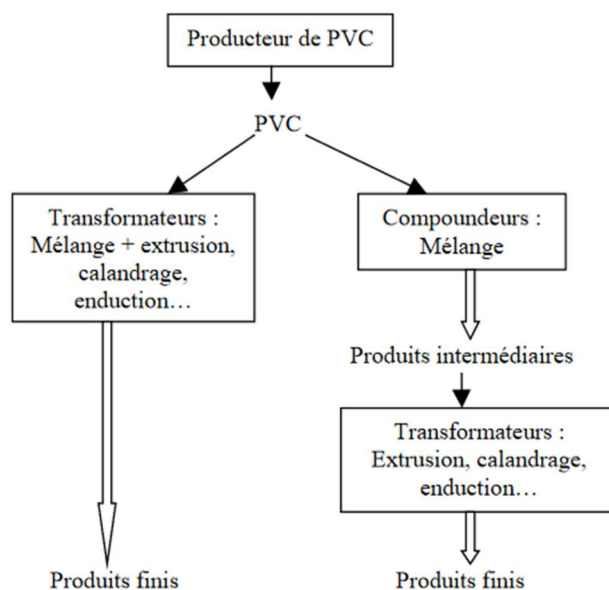 Producteur de PVC
PVC
Transformateurs :
Mélange + extrusion,
calandrage,
enduction…
Compoundeurs :
Mélange
Produits intermédiaires
Transformateurs :
Extrusion, calandrage,
enduction…
Produits finis
Produits finis